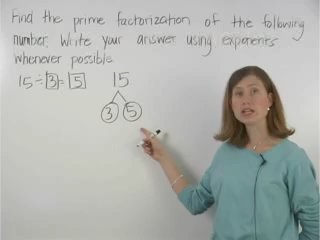 Find the prime factorization of the following
number. Write your answer using exponents
whenever possible.
15 ÷ 3 = 5 15
3 5